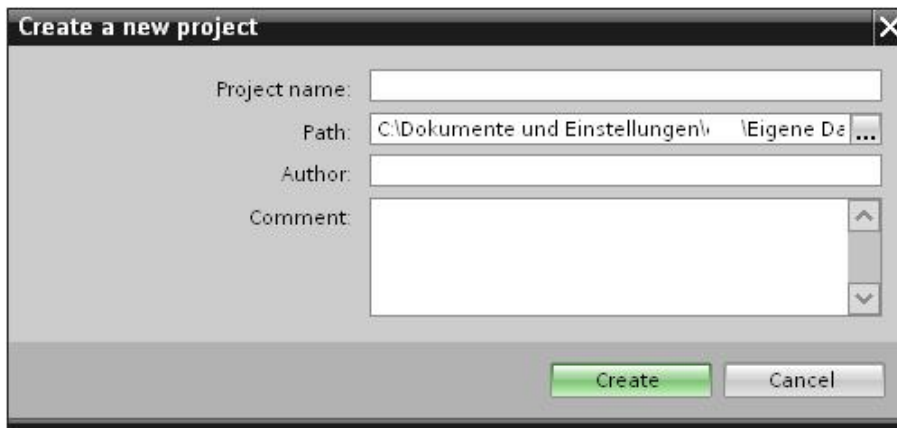 Create a new project
Project name:
Path: C:\Dokumente und Einstellungen\ \Eigene Da ...
Author:
Comment:
Create Cancel